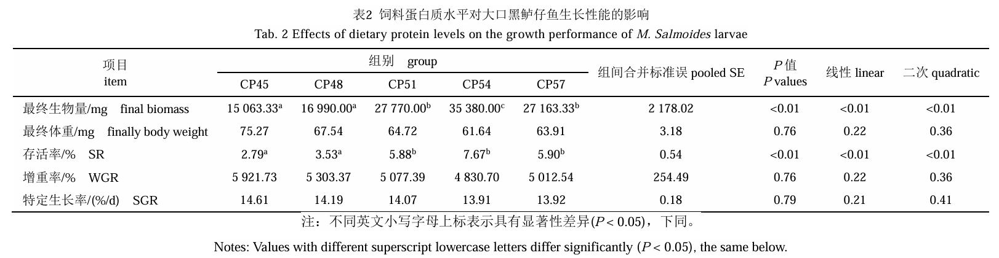 表2 饲料蛋白质水平对大口黑鲈仔鱼生长性能的影响
Tab. 2 Effects of dietary protein levels on the growth performance of M. Salmoides larvae
项目 item 组别 group 组间合并标准误 pooled SE P 值 P values 线性 linear 二次 quadratic
CP45 CP48 CP51 CP54 CP57
最终生物量/mg final biomass 15 063.33ᵃ 16 990.00ᵃ 27 770.00ᵇ 35 380.00ᶜ 27 163.33ᵇ 2 178.02 <0.01 <0.01 <0.01
最终体重/mg finally body weight 75.27 67.54 64.72 61.64 63.91 3.18 0.76 0.22 0.36
存活率/% SR 2.79ᵃ 3.53ᵃ 5.88ᵇ 7.67ᵇ 5.90ᵇ 0.54 <0.01 <0.01 <0.01
增重率/% WGR 5 921.73 5 303.37 5 077.39 4 830.70 5 012.54 254.49 0.76 0.22 0.36
特定生长率/(%/d) SGR 14.61 14.19 14.07 13.91 13.92 0.18 0.79 0.21 0.41
注：不同英文小写字母上标表示具有显著性差异(P < 0.05)，下同。
Notes: Values with different superscript lowercase letters differ significantly (P < 0.05), the same below.